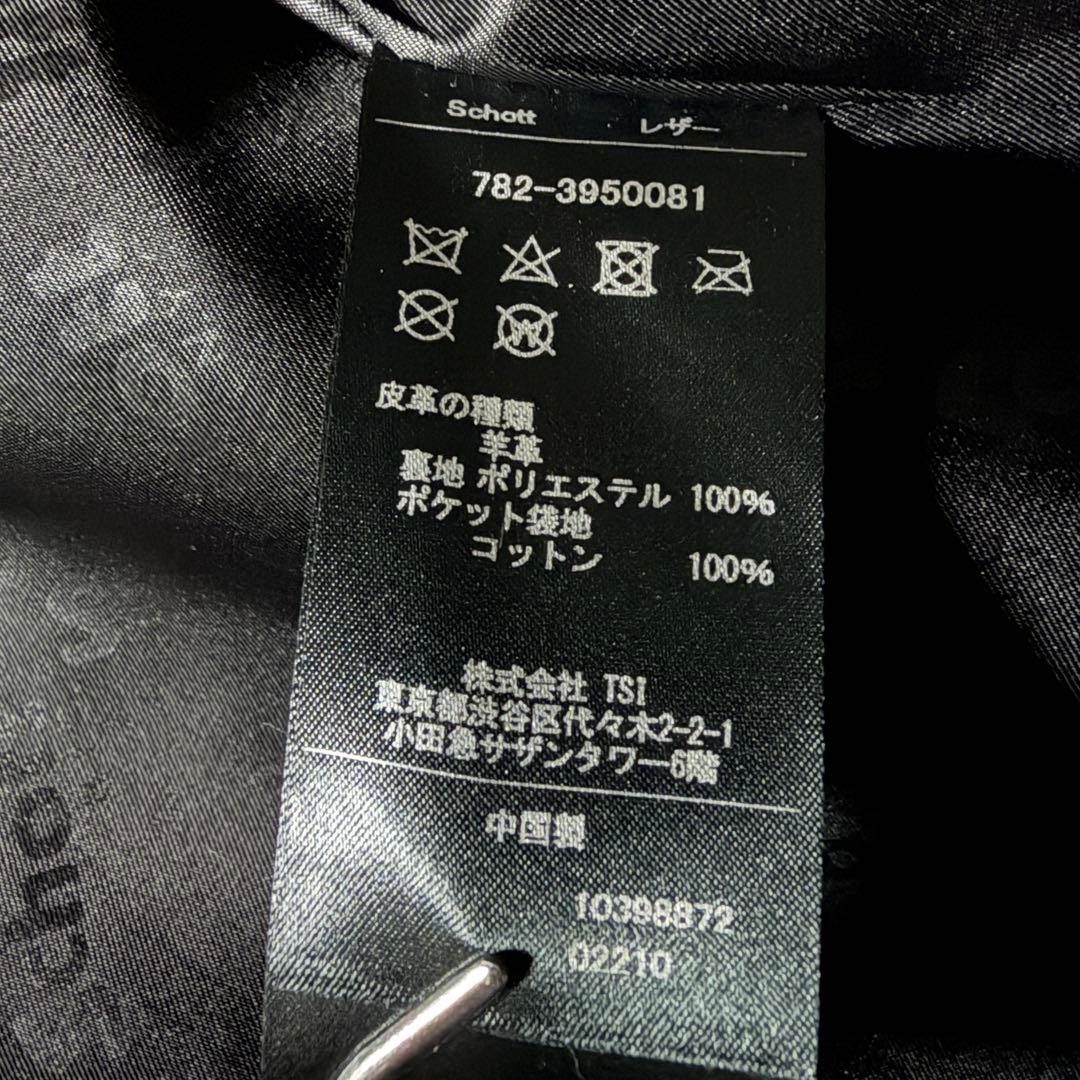 Schott レザー
782-3950081
皮革の種類
羊革
裏地 ポリエステル 100%
ポケット袋地
コットン 100%
株式会社 TSI
東京都渋谷区代々木2-2-1
小田急サザンタワー6階
中国製
10398872
02210